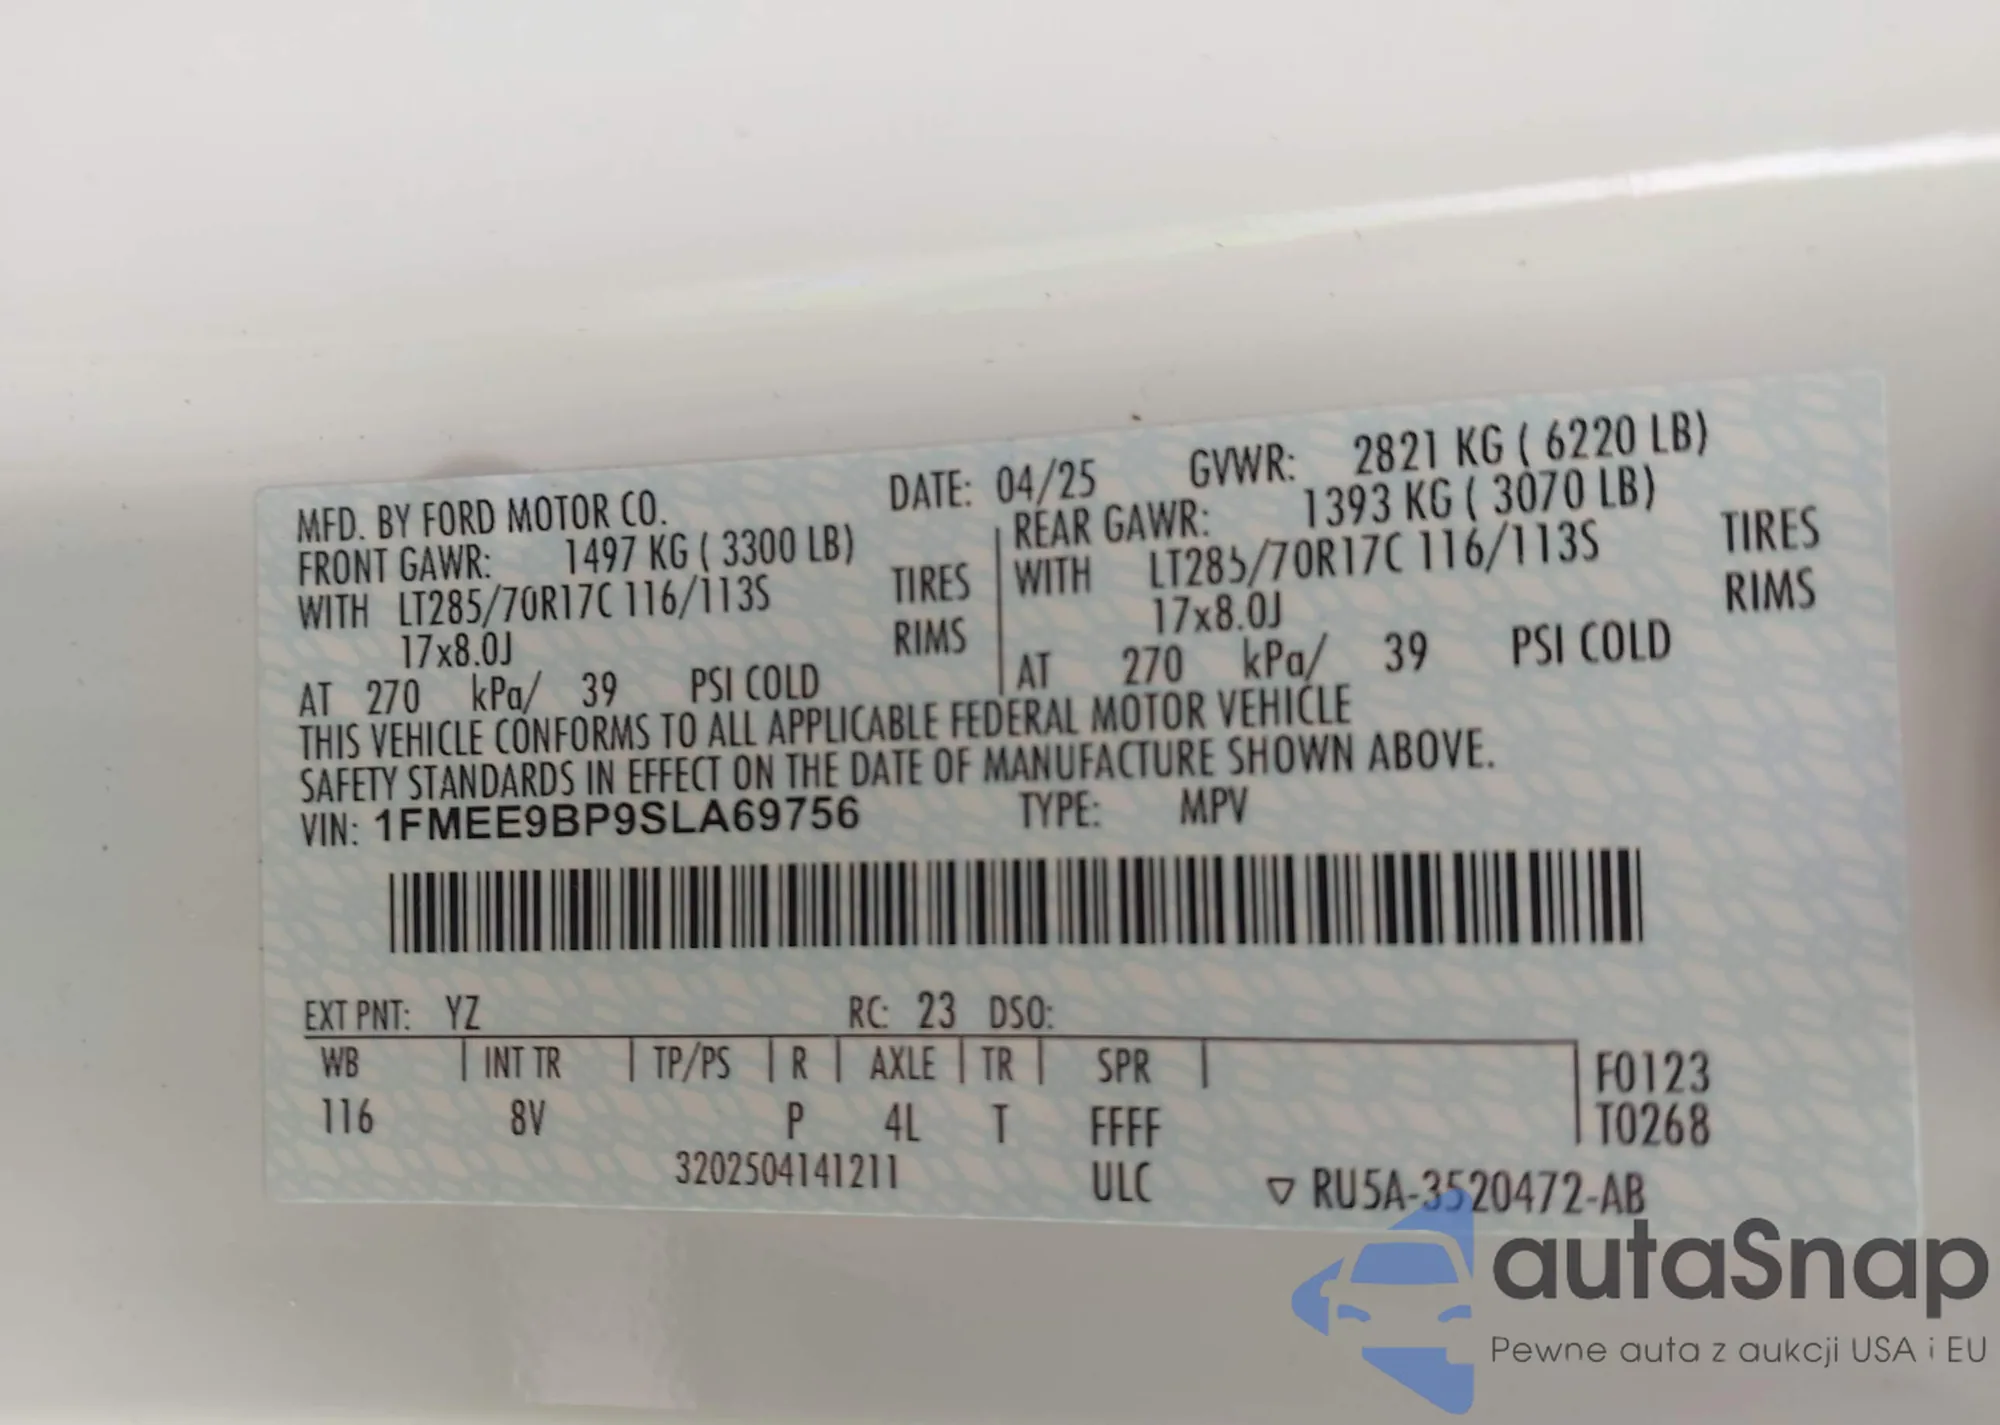 MFD. BY FORD MOTOR CO. DATE: 04/25 GVWR: 2821 KG ( 6220 LB)
FRONT GAWR: 1497 KG ( 3300 LB) REAR GAWR: 1393 KG ( 3070 LB)
WITH LT285/70R17C 116/113S TIRES WITH LT285/70R17C 116/113S TIRES
17x8.0J RIMS 17x8.0J RIMS
AT 270 kPa/ 39 PSI COLD AT 270 kPa/ 39 PSI COLD
THIS VEHICLE CONFORMS TO ALL APPLICABLE FEDERAL MOTOR VEHICLE
SAFETY STANDARDS IN EFFECT ON THE DATE OF MANUFACTURE SHOWN ABOVE.
VIN: 1FMEE9BP9SLA69756 TYPE: MPV
EXT PNT: YZ RC: 23 DSO:
WB INT TR TP/PS R AXLE TR SPR F0123
116 8V P 4L T FFFF T0268
3202504141211 ULC ▽ RU5A-3520472-AB
autaSnap
Pewne auta z aukcji USA i EU